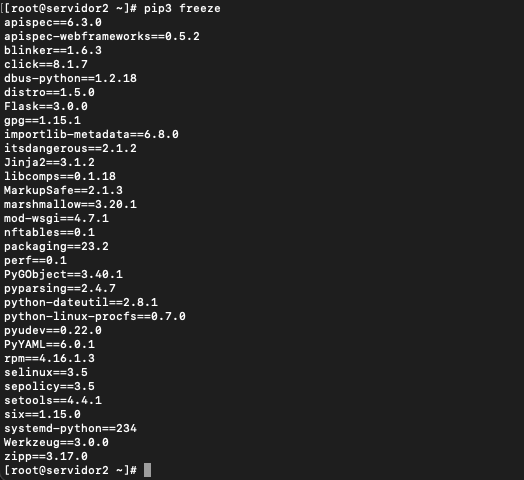 [[root@servidor2 ~]# pip3 freeze
apispec==6.3.0
apispec-webframeworks==0.5.2
blinker==1.6.3
click==8.1.7
dbus-python==1.2.18
distro==1.5.0
Flask==3.0.0
gpg==1.15.1
importlib-metadata==6.8.0
itsdangerous==2.1.2
Jinja2==3.1.2
libcomps==0.1.18
MarkupSafe==2.1.3
marshmallow==3.20.1
mod-wsgi==4.7.1
nftables==0.1
packaging==23.2
perf==0.1
PyGObject==3.40.1
pyparsing==2.4.7
python-dateutil==2.8.1
python-linux-procfs==0.7.0
pyudev==0.22.0
PyYAML==6.0.1
rpm==4.16.1.3
selinux==3.5
sepolicy==3.5
setools==4.4.1
six==1.15.0
systemd-python==234
Werkzeug==3.0.0
zipp==3.17.0
[root@servidor2 ~]#